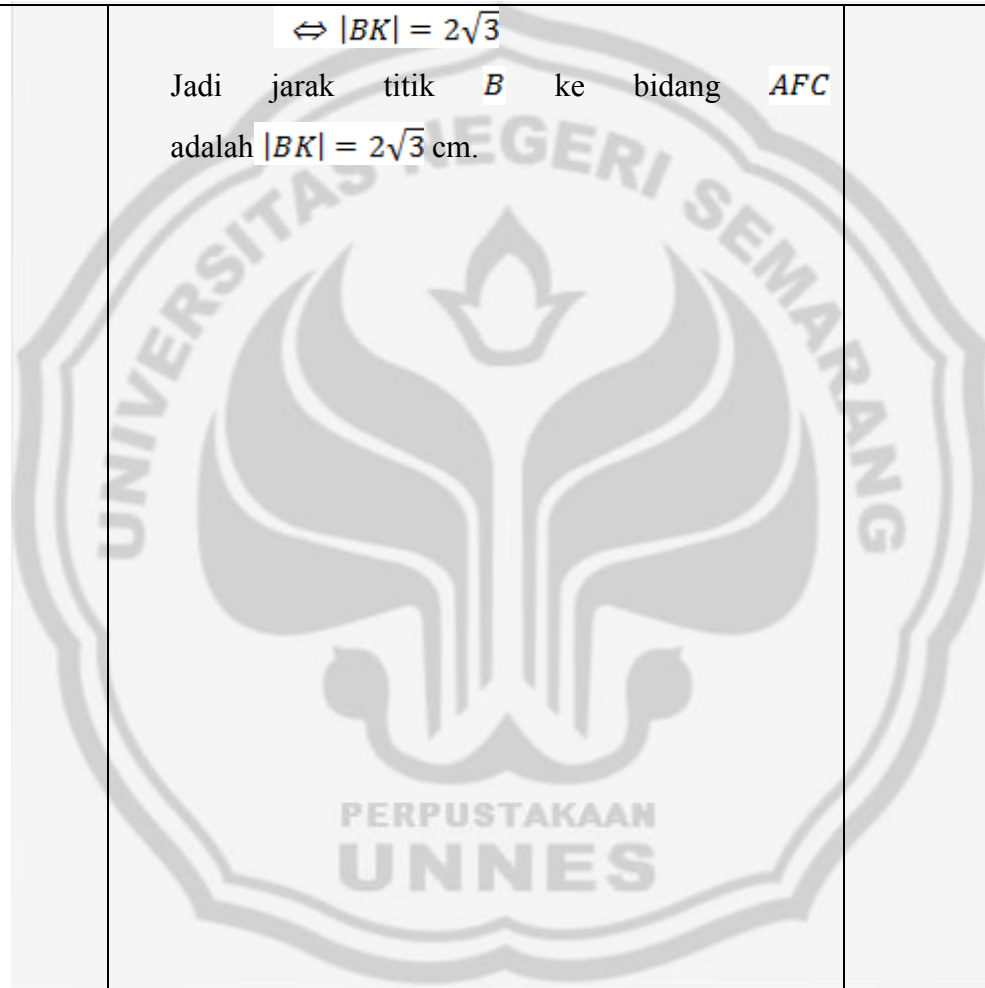 ⇔ |BK| = 2√3
Jadi jarak titik B ke bidang AFC
adalah |BK| = 2√3 cm.
UNIVERSITAS NEGERI SEMARANG
PERPUSTAKAAN
UNNES